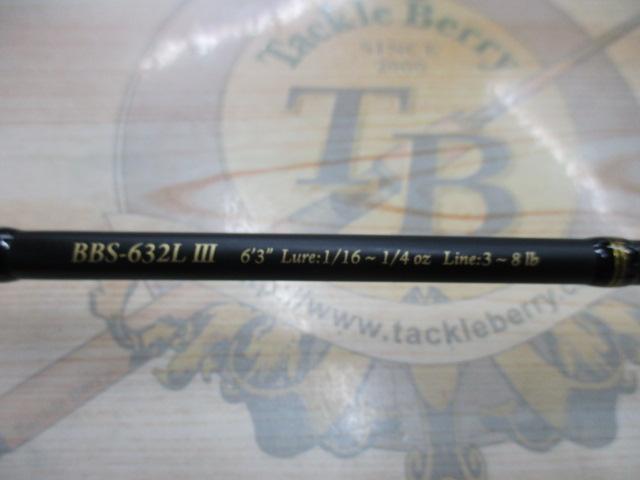 Tackle Berry
SINCE
TB
BBS-632L III 6'3" Lure:1/16 ~ 1/4 oz Line:3 ~ 8 lb
http://www.tackleberry.c